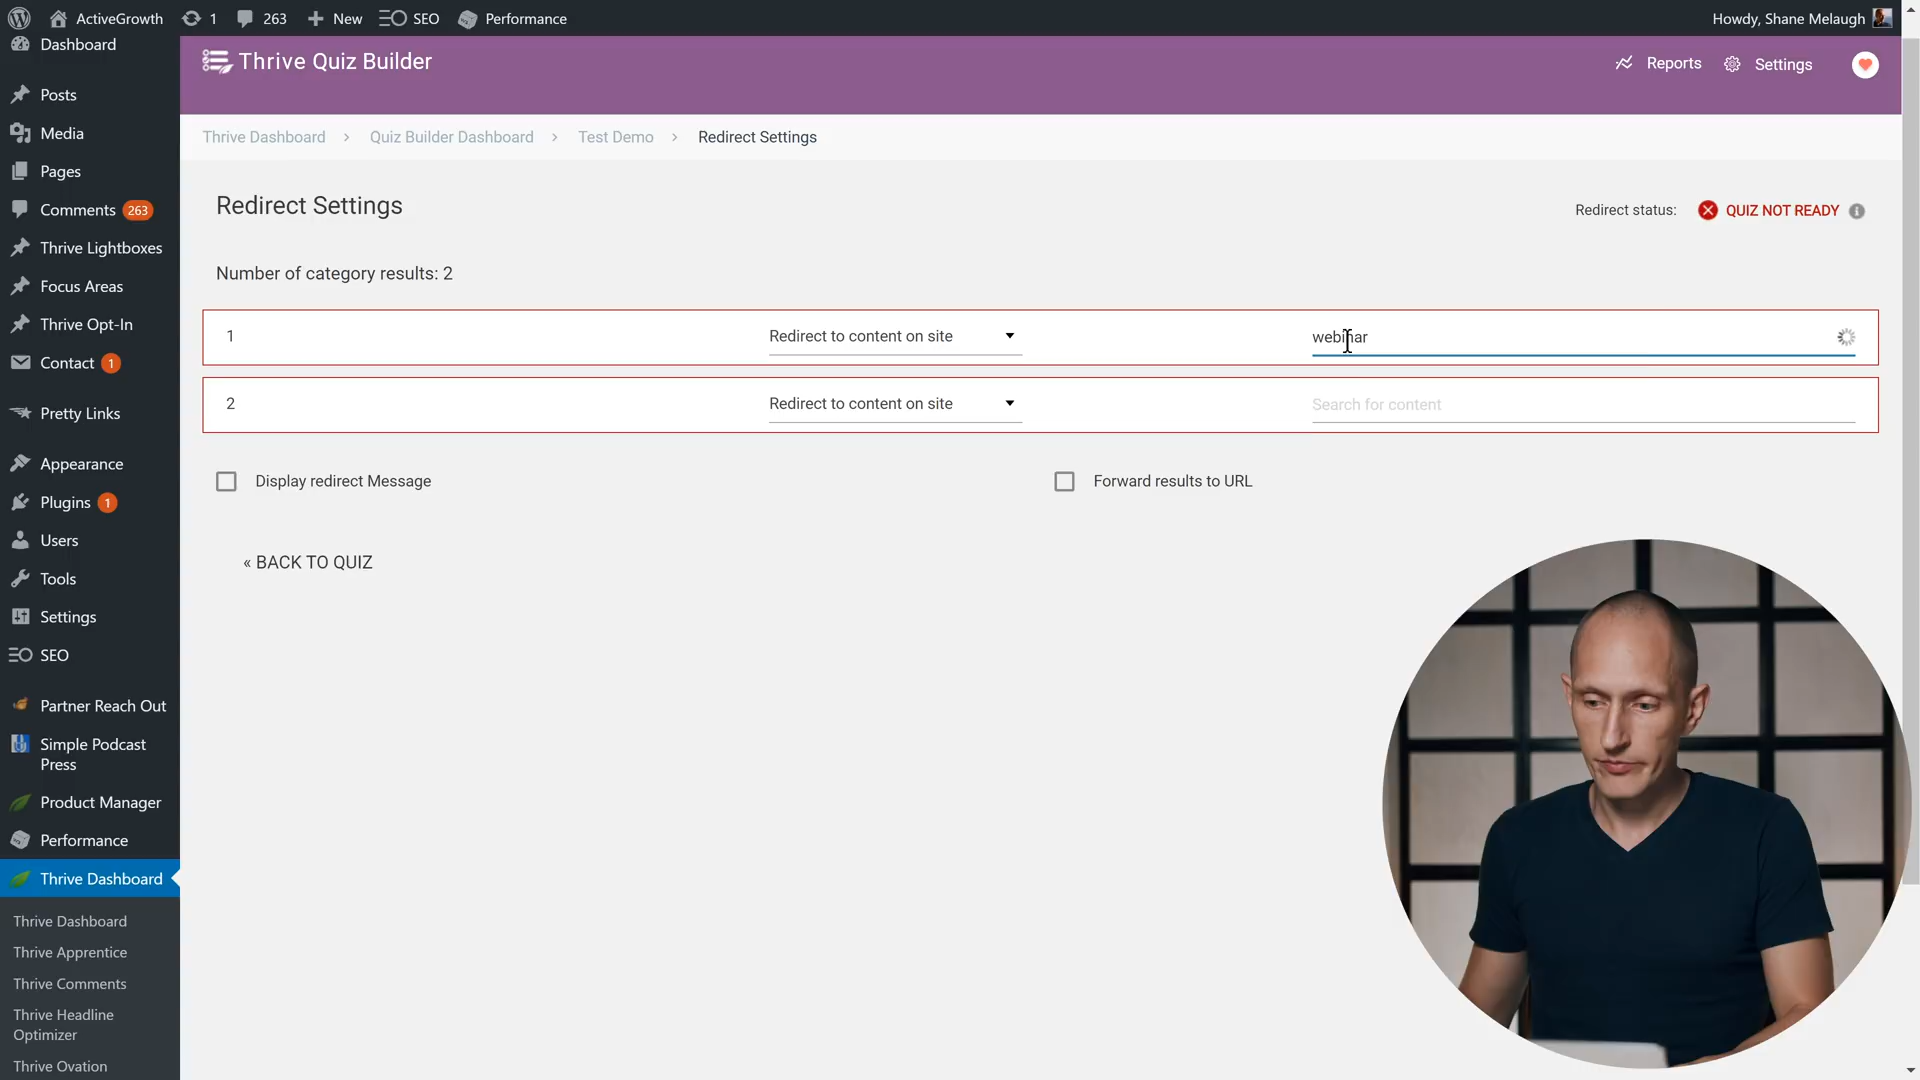 ActiveGrowth
1
263
New
SEO
Performance
Howdy, Shane Melaugh
Dashboard
Posts
Media
Pages
Comments 263
Thrive Lightboxes
Focus Areas
Thrive Opt-In
Contact 1
Pretty Links
Appearance
Plugins 1
Users
Tools
Settings
SEO
Partner Reach Out
Simple Podcast
Press
Product Manager
Performance
Thrive Dashboard
Thrive Dashboard
Thrive Apprentice
Thrive Comments
Thrive Headline
Optimizer
Thrive Ovation
Thrive Quiz Builder
Reports
Settings
Thrive Dashboard > Quiz Builder Dashboard > Test Demo > Redirect Settings
Redirect Settings
Redirect status: QUIZ NOT READY
Number of category results: 2
1 Redirect to content on site webinar
2 Redirect to content on site Search for content
Display redirect Message
Forward results to URL
« BACK TO QUIZ